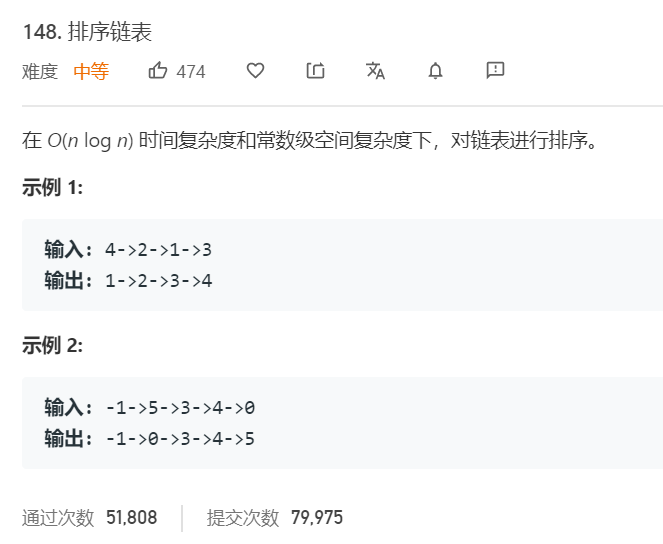 148. 排序链表
难度 中等 474
在 O(n log n) 时间复杂度和常数级空间复杂度下，对链表进行排序。
示例 1:
输入: 4->2->1->3
输出: 1->2->3->4
示例 2:
输入: -1->5->3->4->0
输出: -1->0->3->4->5
通过次数 51,808 提交次数 79,975